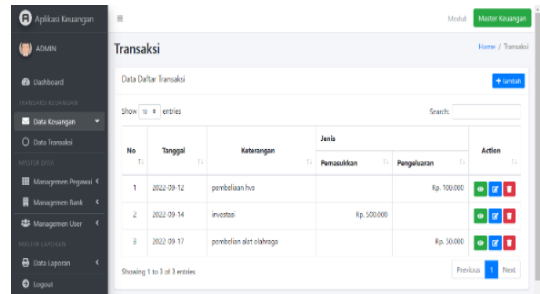 Aplikasi Keuangan
Modul
Master Keuangan
ADMIN
Transaksi
Home / Transaksi
Dashboard
Data Daftar Transaksi
+ tambah
TRANSAKSI KEUANGAN
Data Keuangan
Show 10 entries
Search:
Data Transaksi
No
Tanggal
Keterangan
Jenis
Action
Pemasukkan
Pengeluaran
MASTER DATA
Managemen Pegawai
1 2022-09-12 pembeliaan hvs Rp. 100.000
Managemen Bank
2 2022-09-14 investasi Rp. 500.000
Managemen User
3 2022-09-17 pembelian alat olahraga Rp. 50.000
MASTER LAPORAN
Data Laporan
Showing 1 to 3 of 3 entries
Previous 1 Next
Logout